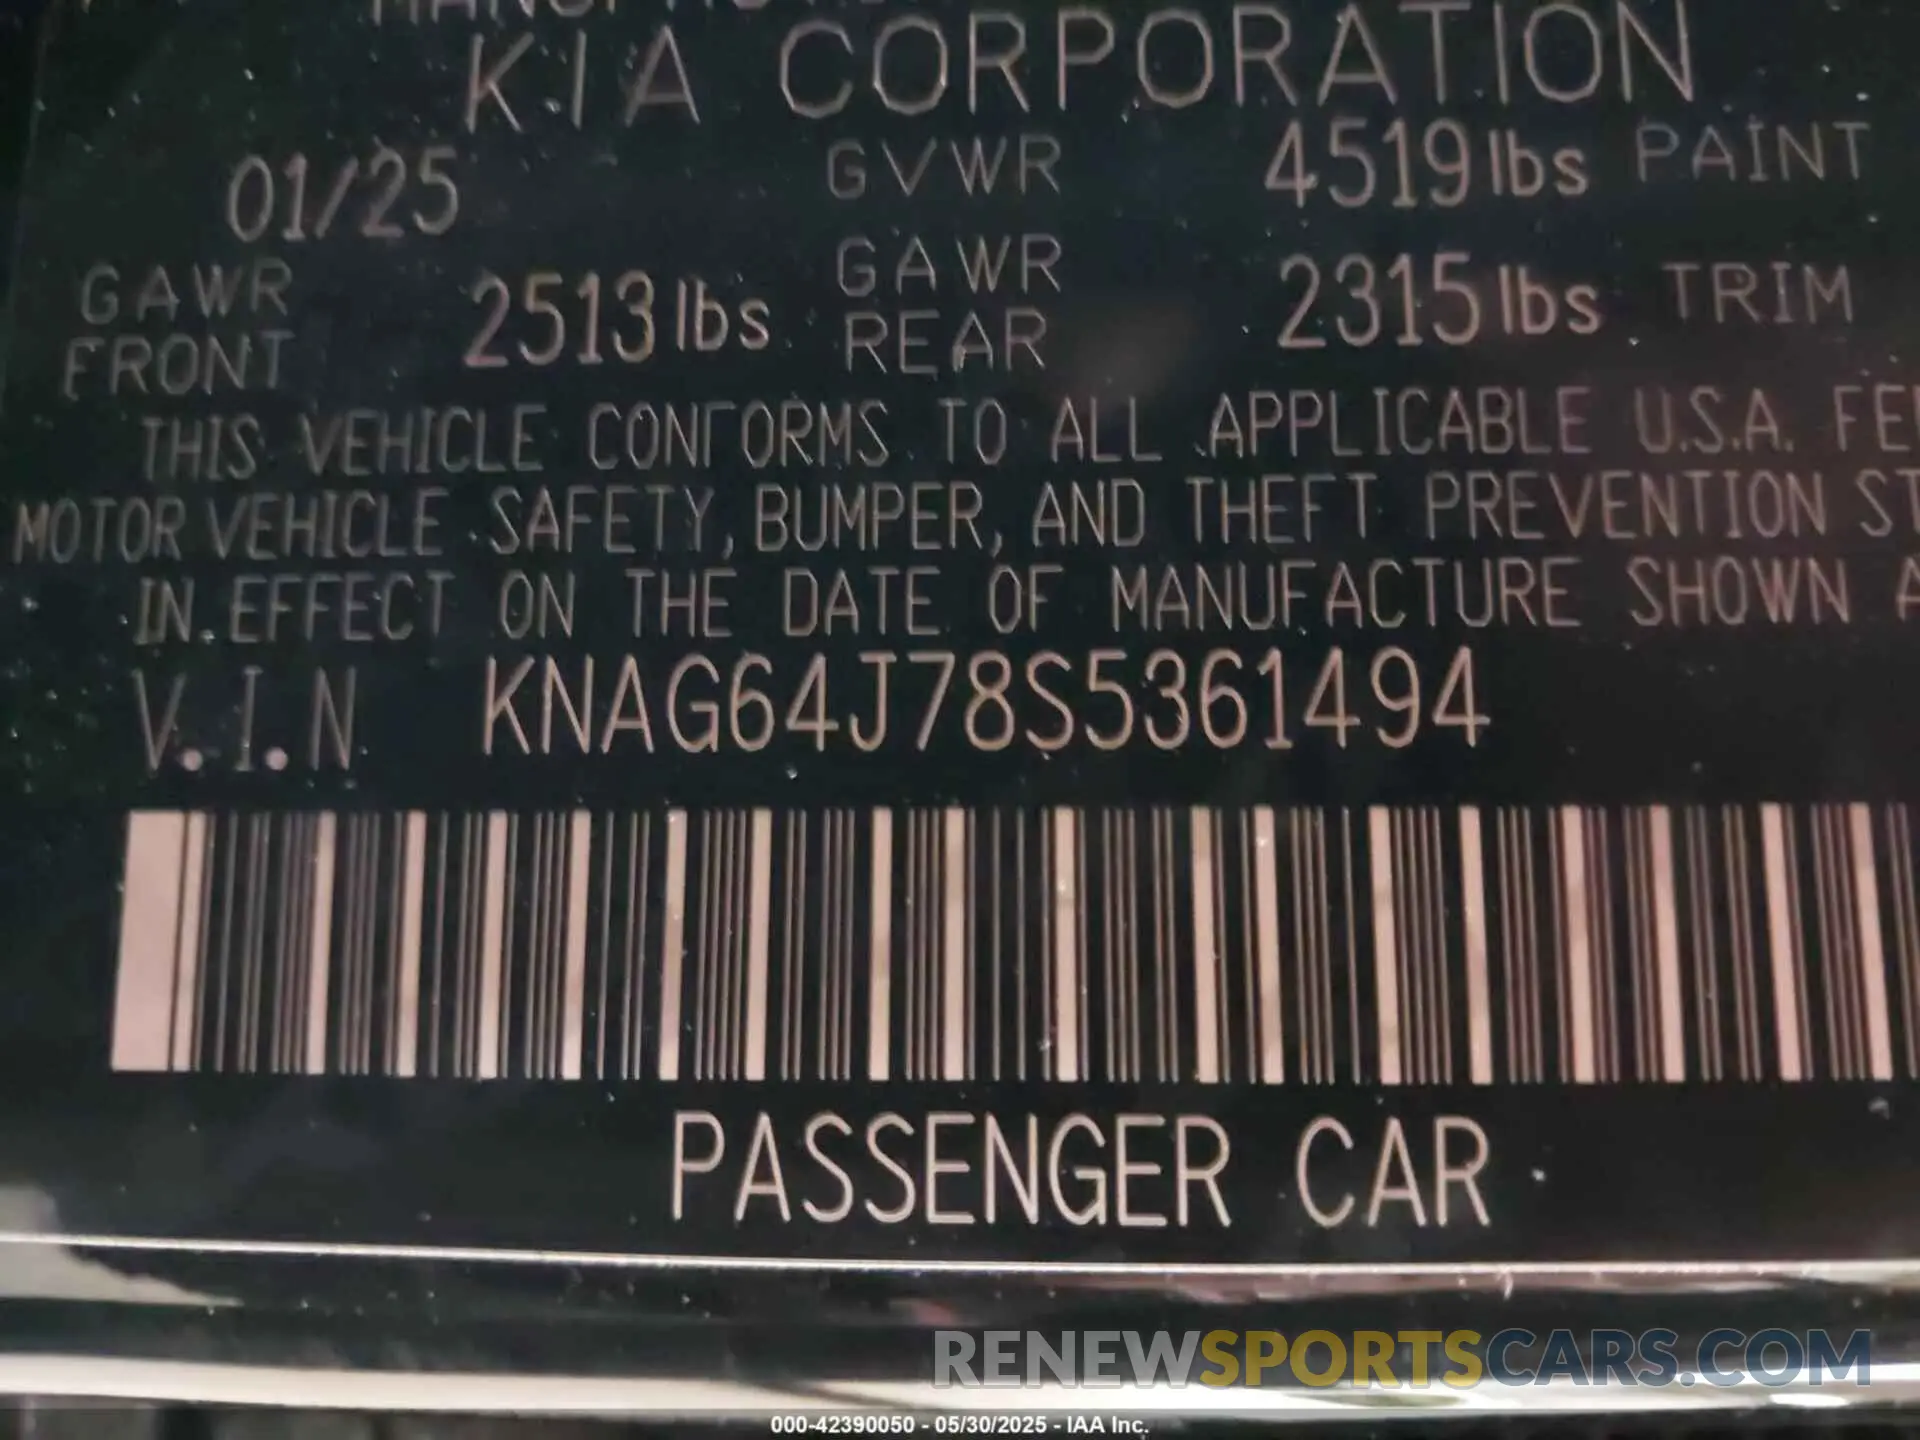 KIA CORPORATION
01/25 GVWR 4519 lbs PAINT
GAWR FRONT 2513 lbs GAWR REAR 2315 lbs TRIM
THIS VEHICLE CONFORMS TO ALL APPLICABLE U.S.A.
MOTOR VEHICLE SAFETY, BUMPER, AND THEFT PREVENTION
IN EFFECT ON THE DATE OF MANUFACTURE SHOWN
V.I.N KNAG64J78S5361494
PASSENGER CAR
RENEWSPORTSCARS.COM
000-42390050 - 05/30/2025 - IAA Inc.